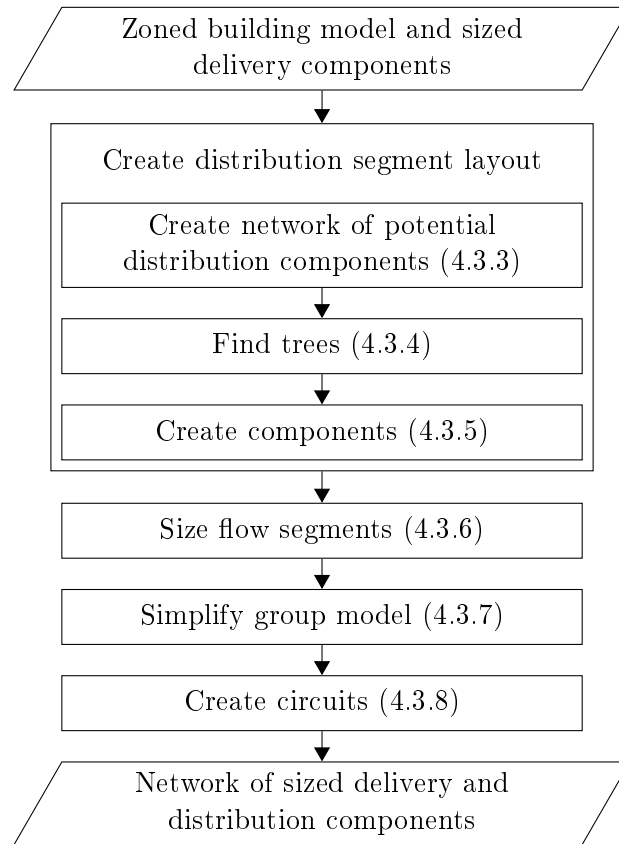 Zoned building model and sized
delivery components
Create distribution segment layout
Create network of potential
distribution components (4.3.3)
Find trees (4.3.4)
Create components (4.3.5)
Size flow segments (4.3.6)
Simplify group model (4.3.7)
Create circuits (4.3.8)
Network of sized delivery and
distribution components